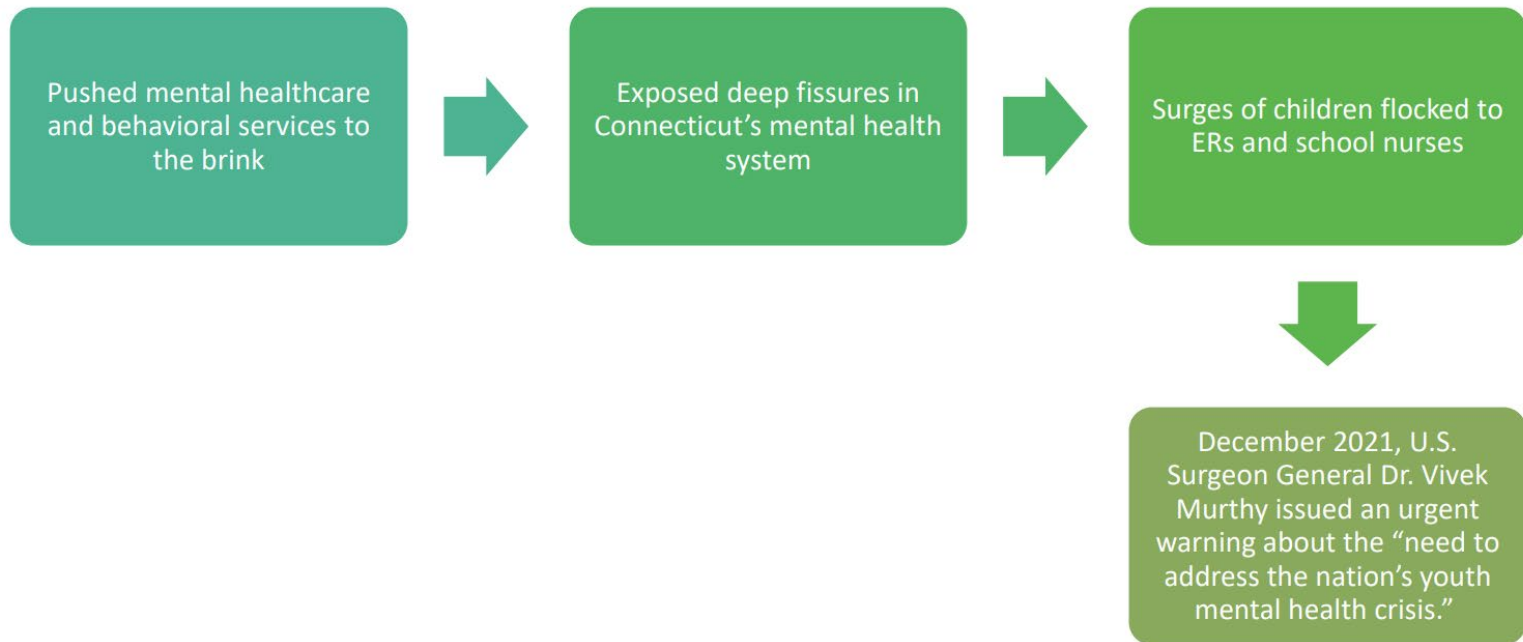 Pushed mental healthcare
and behavioral services to
the brink
Exposed deep fissures in
Connecticut’s mental health
system
Surges of children flocked to
ERs and school nurses
December 2021, U.S.
Surgeon General Dr. Vivek
Murthy issued an urgent
warning about the “need to
address the nation’s youth
mental health crisis.”